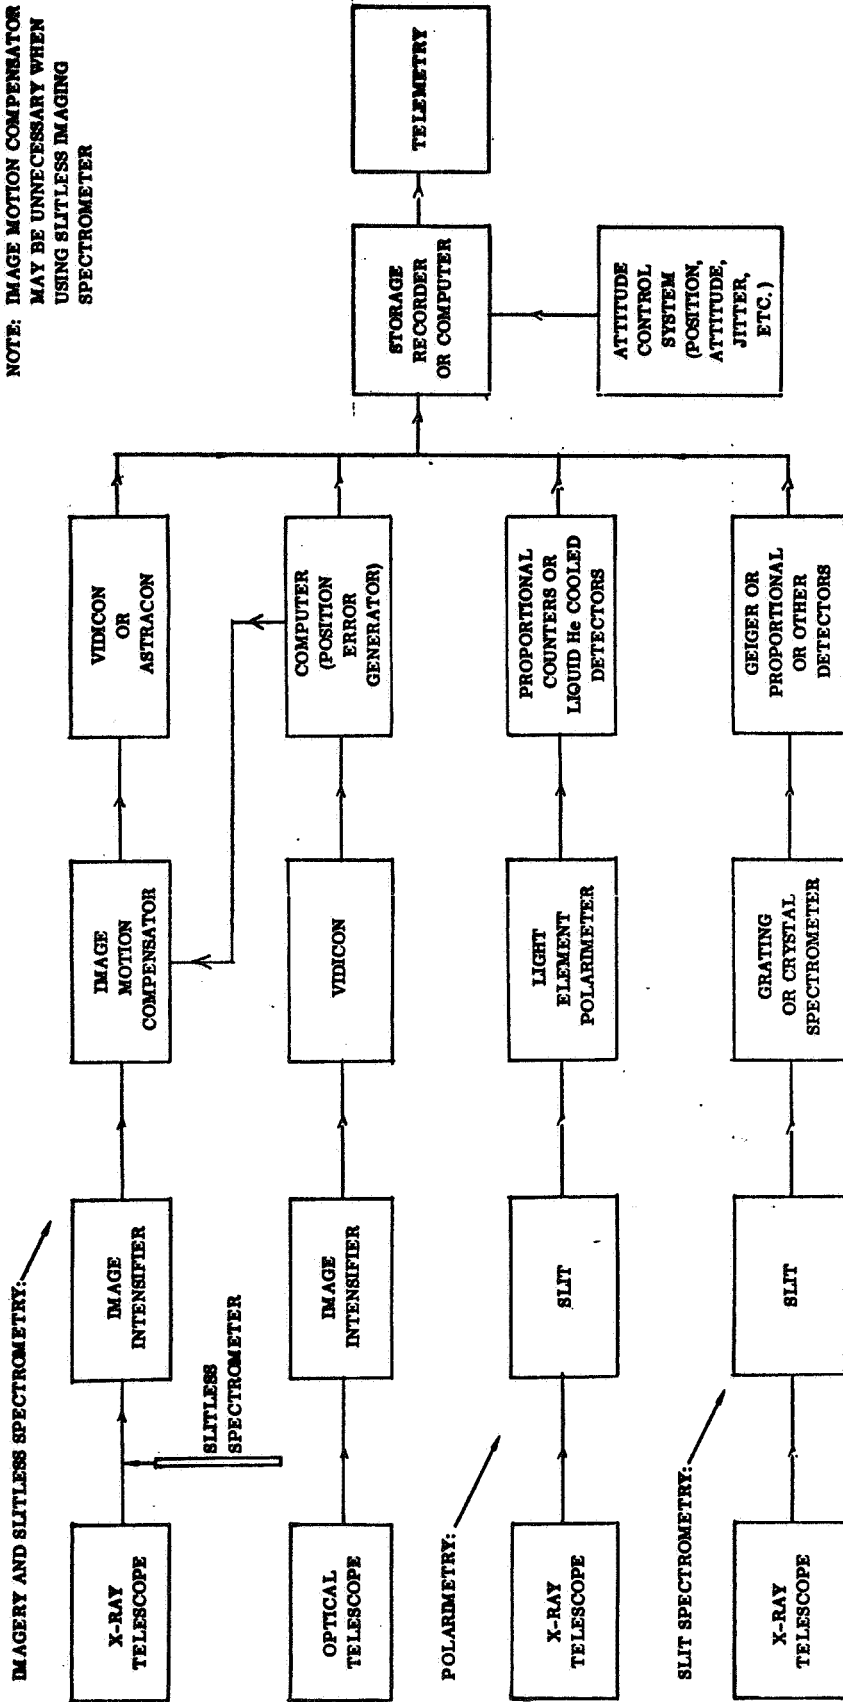 NOTE: IMAGE MOTION COMPENSATOR
MAY BE UNNECESSARY WHEN
USING SLITLESS IMAGING
SPECTROMETER
IMAGERY AND SLITLESS SPECTROMETRY:
X-RAY
TELESCOPE
SLITLESS
SPECTROMETER
IMAGE
INTENSIFIER
IMAGE
MOTION
COMPENSATOR
VIDICON
OR
ASTRACON
OPTICAL
TELESCOPE
IMAGE
INTENSIFIER
VIDICON
COMPUTER
(POSITION
ERROR
GENERATOR)
STORAGE
RECORDER
OR COMPUTER
TELEMETRY
ATTITUDE
CONTROL
SYSTEM
(POSITION,
ATTITUDE,
JITTER,
ETC.)
POLARIMETRY:
X-RAY
TELESCOPE
SLIT
LIGHT
ELEMENT
POLARIMETER
PROPORTIONAL
COUNTERS OR
LIQUID He COOLED
DETECTORS
SLIT SPECTROMETRY:
X-RAY
TELESCOPE
SLIT
GRATING
OR CRYSTAL
SPECTROMETER
GEIGER OR
PROPORTIONAL
OR OTHER
DETECTORS